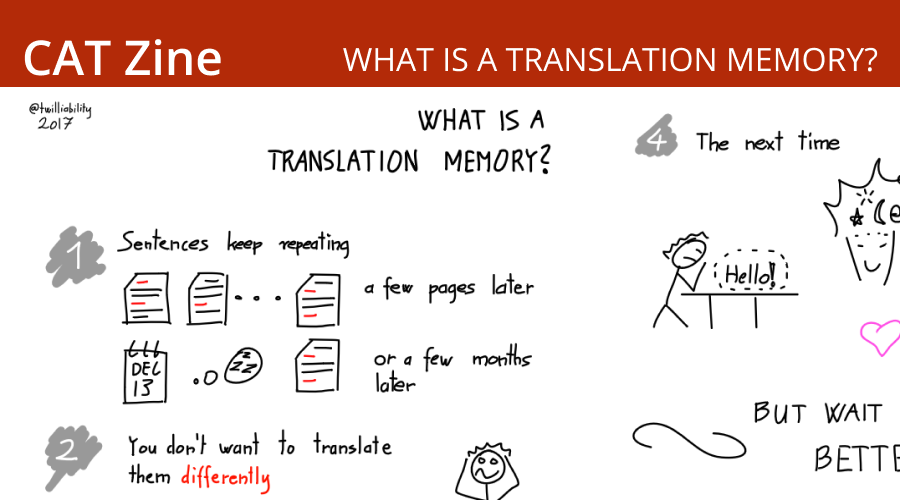 CAT Zine
WHAT IS A TRANSLATION MEMORY?
@twilliability
2017
WHAT IS A
TRANSLATION MEMORY?
1
Sentences keep repeating
a few pages later
DEC
13
zzz
or a few months
later
2
You don't want to translate
them differently
4
The next time
Hello!
BUT WAIT
BETTE